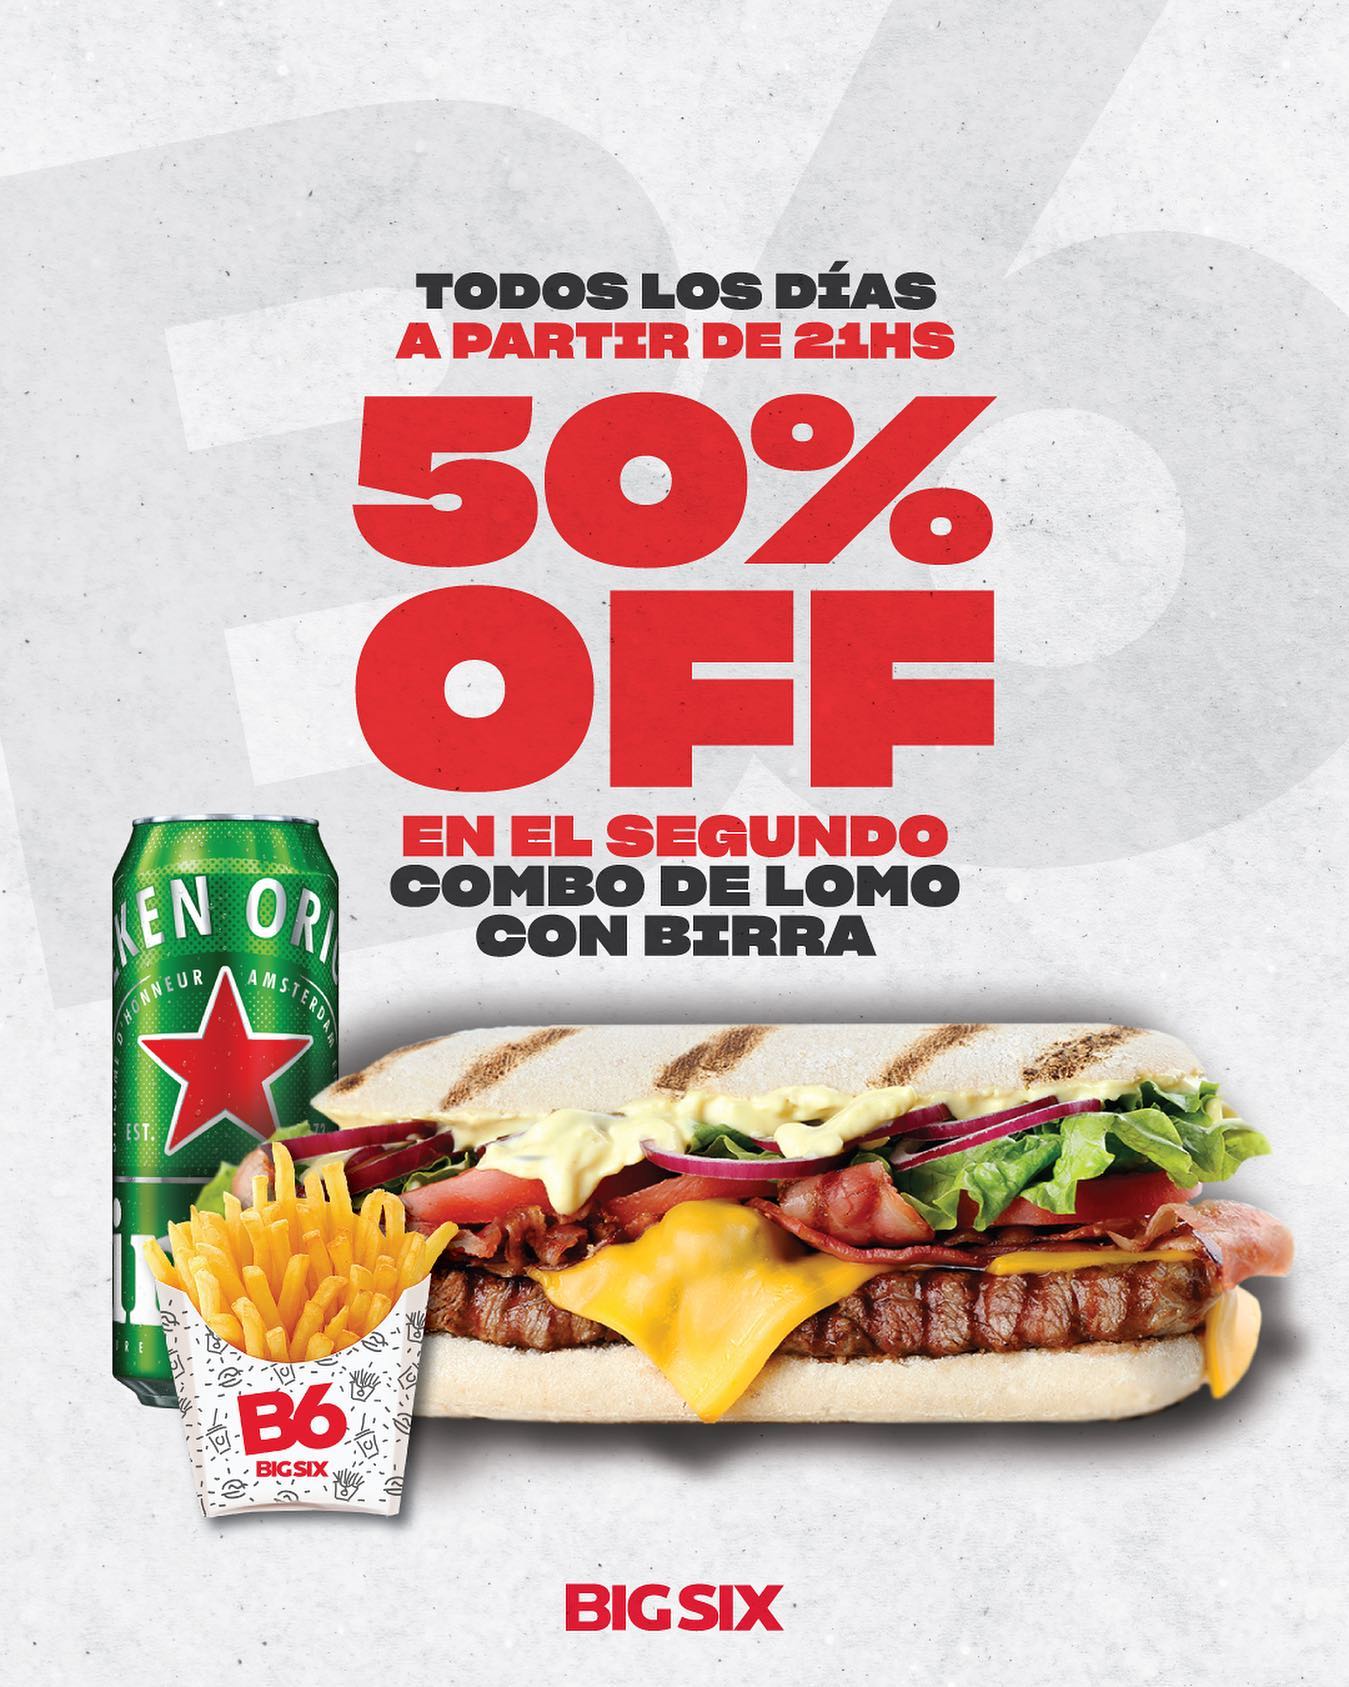 TODOS LOS DÍAS
A PARTIR DE 21HS
50%
OFF
EN EL SEGUNDO
COMBO DE LOMO
CON BIRRA
KEN ORI
D'HONNEUR AMSTERDAM
EST.
B6
BIG SIX
BIG SIX